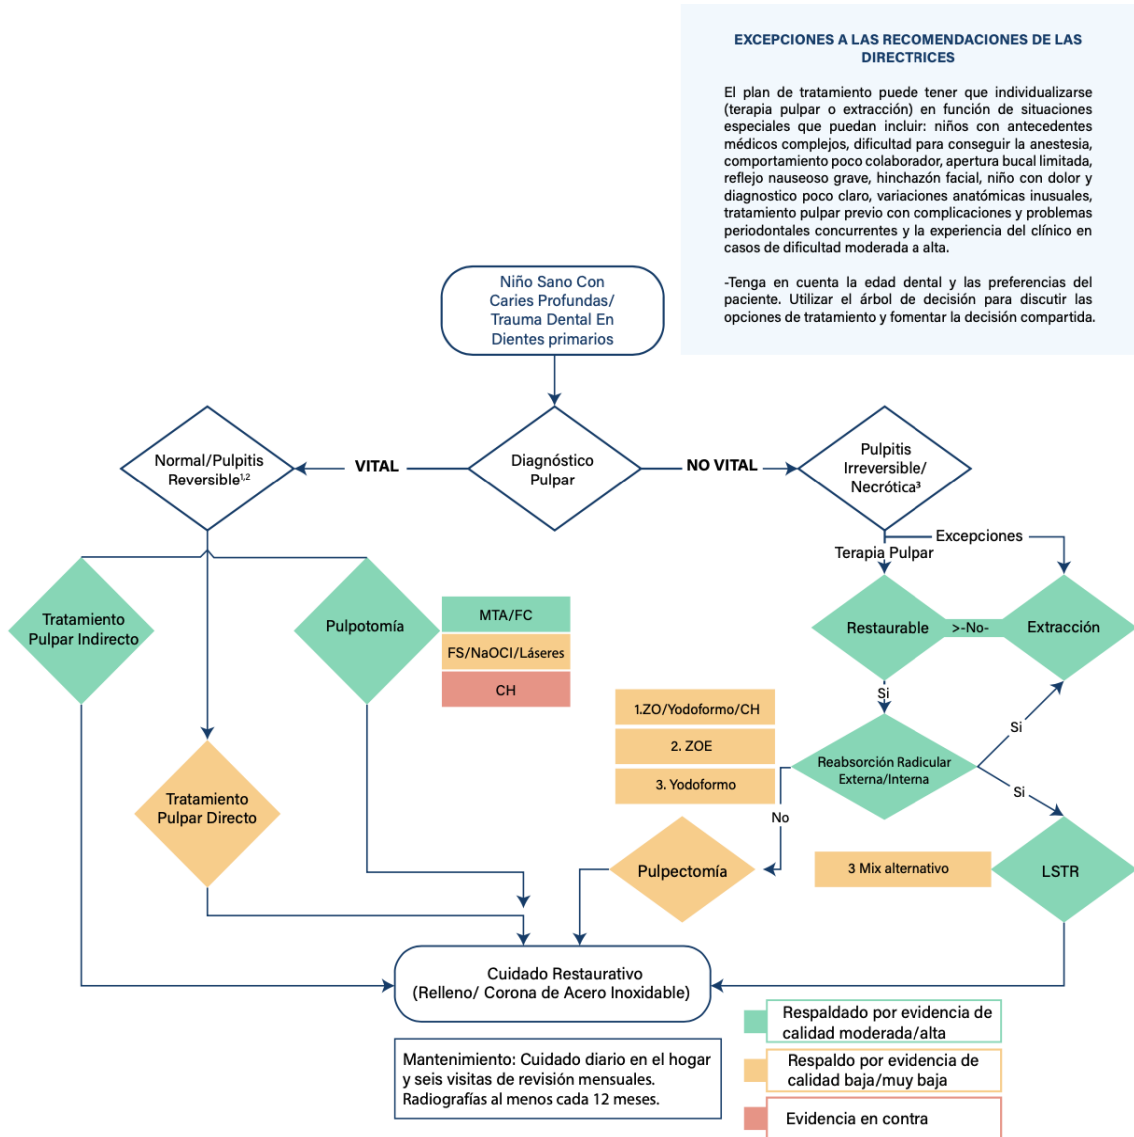 EXCEPCIONES A LAS RECOMENDACIONES DE LAS
DIRECTRICES
El plan de tratamiento puede tener que individualizarse
(terapia pulpar o extracción) en función de situaciones
especiales que puedan incluir: niños con antecedentes
médicos complejos, dificultad para conseguir la anestesia,
comportamiento poco colaborador, apertura bucal limitada,
reflejo nauseoso grave, hinchazón facial, niño con dolor y
diagnostico poco claro, variaciones anatómicas inusuales,
tratamiento pulpar previo con complicaciones y problemas
periodontales concurrentes y la experiencia del clínico en
casos de dificultad moderada a alta.
-Tenga en cuenta la edad dental y las preferencias del
paciente. Utilizar el árbol de decisión para discutir las
opciones de tratamiento y fomentar la decisión compartida.
Niño Sano Con
Caries Profundas/
Trauma Dental En
Dientes primarios
Normal/Pulpitis
Reversible¹,²
VITAL
Diagnóstico
Pulpar
NO VITAL
Pulpitis
Irreversible/
Necrótica³
Excepciones
Terapia Pulpar
Tratamiento
Pulpar Indirecto
Pulpotomía
MTA/FC
FS/NaOCI/Láseres
CH
Restaurable
>-No-
Extracción
Si
1.ZO/Yodoformo/CH
2. ZOE
3. Yodoformo
Reabsorción Radicular
Externa/Interna
Si
Si
No
Tratamiento
Pulpar Directo
Pulpectomía
3 Mix alternativo
LSTR
Cuidado Restaurativo
(Relleno/ Corona de Acero Inoxidable)
Mantenimiento: Cuidado diario en el hogar
y seis visitas de revisión mensuales.
Radiografías al menos cada 12 meses.
Respaldado por evidencia de
calidad moderada/alta
Respaldo por evidencia de
calidad baja/muy baja
Evidencia en contra